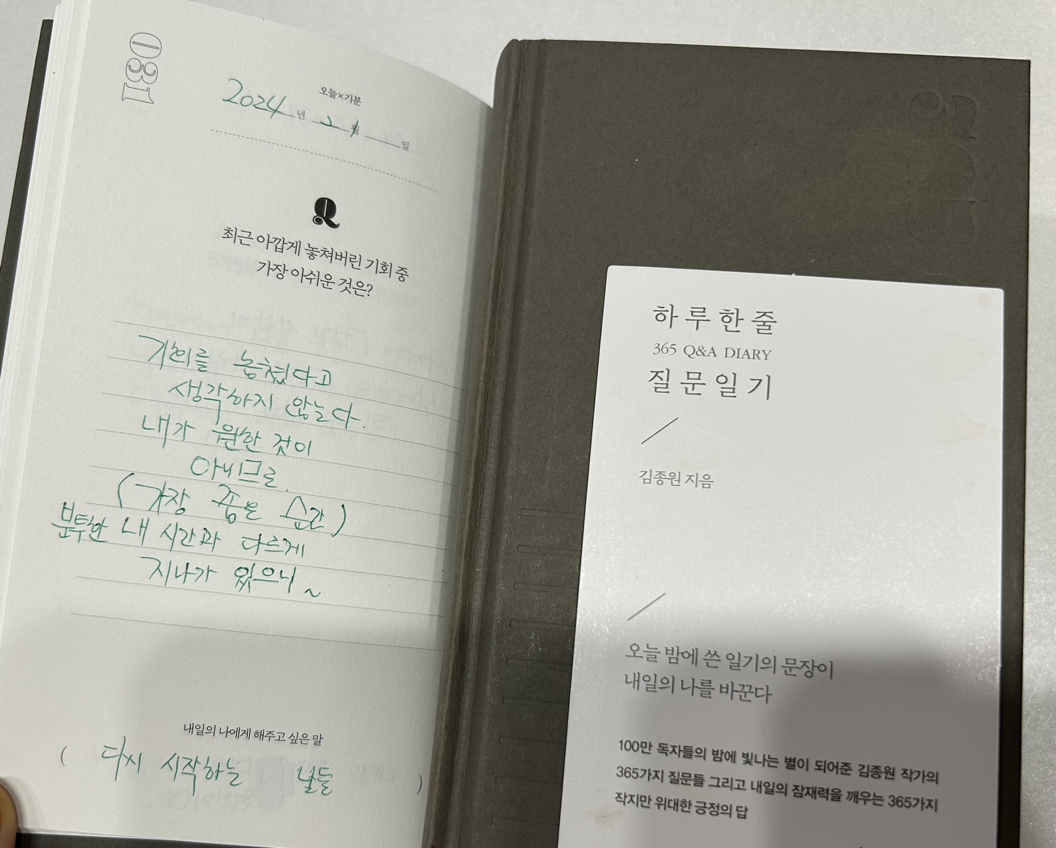 031
오늘×기분
2024년 2 1 일
Q
최근 아깝게 놓쳐버린 기회 중
가장 아쉬운 것은?
기회를 놓쳤다고
생각하지 않는다.
내가 원한 것이
아니므로.
(가장 좋은 순간)
분투한 내 시간과 다르게
지나가 있으니~
내일의 나에게 해주고 싶은 말
( 다시 시작하는 날들 )
365
하루 한 줄
365 Q&A DIARY
질문 일기
김종원 지음
오늘 밤에 쓴 일기의 문장이
내일의 나를 바꾼다
100만 독자들의 밤에 빛나는 별이 되어준 김종원 작가의
365가지 질문들 그리고 내일의 잠재력을 깨우는 365가지
작지만 위대한 긍정의 답